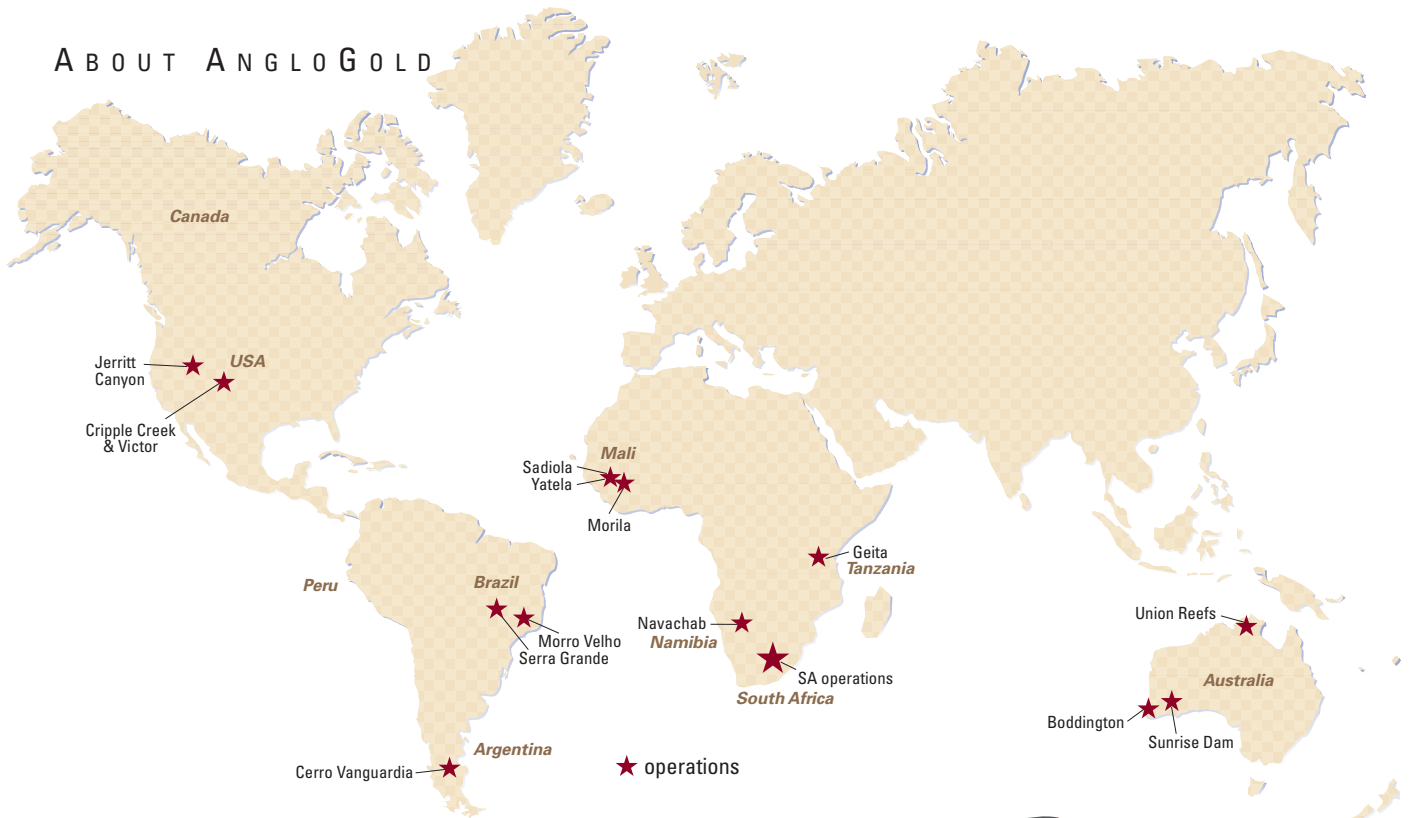 ABOUT ANGLOGOLD
Canada
USA
Jerritt
Canyon
Cripple Creek
& Victor
Mali
Sadiola
Yatela
Morila
Geita
Tanzania
Peru
Brazil
Morro Velho
Serra Grande
Navachab
Namibia
SA operations
South Africa
Union Reefs
Australia
Boddington
Sunrise Dam
Argentina
Cerro Vanguardia
operations